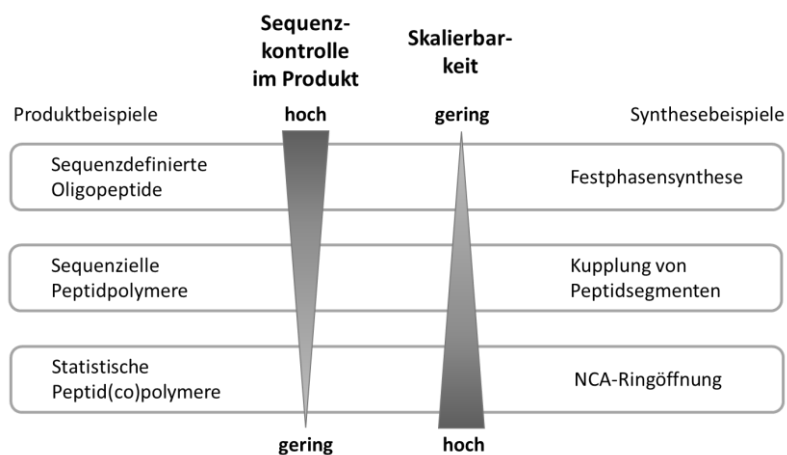 Sequenz-
kontrolle
im Produkt
Skalierbar-
keit
Produktbeispiele
hoch
gering
Synthesebeispiele
Sequenzdefinierte
Oligopeptide
Festphasensynthese
Sequenzielle
Peptidpolymere
Kupplung von
Peptidsegmenten
Statistische
Peptid(co)polymere
NCA-Ringöffnung
gering
hoch